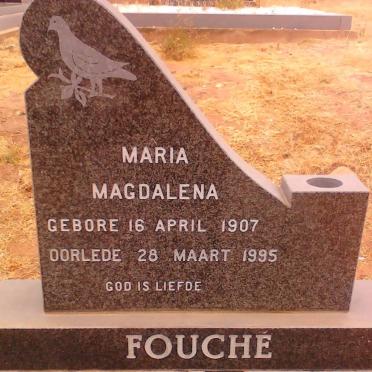 MARIA
MAGDALENA
GEBORE 16 APRIL 1907
OORLEDE 28 MAART 1995
GOD IS LIEFDE
FOUCHÉ